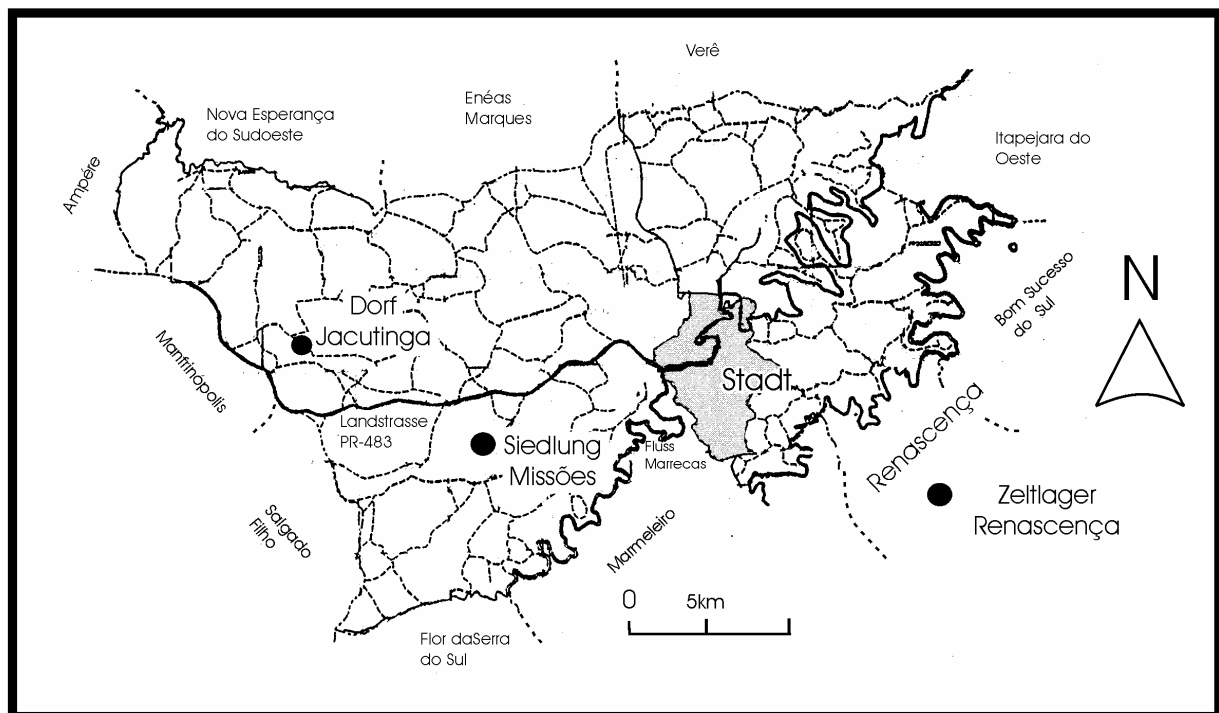 Verê
Enéas
Marques
Nova Esperança
do Sudoeste
Itapejara do
Oeste
Ampére
N
Bom Sucesso
do Sul
Dorf
Jacutinga
Manfrinópolis
Stadt
Landstrasse
PR-483
Siedlung
Missões
Fluss
Marrecas
Renascença
Zeltlager
Renascença
Salgado
Filho
Marmeleiro
0 5km
Flor daSerra
do Sul